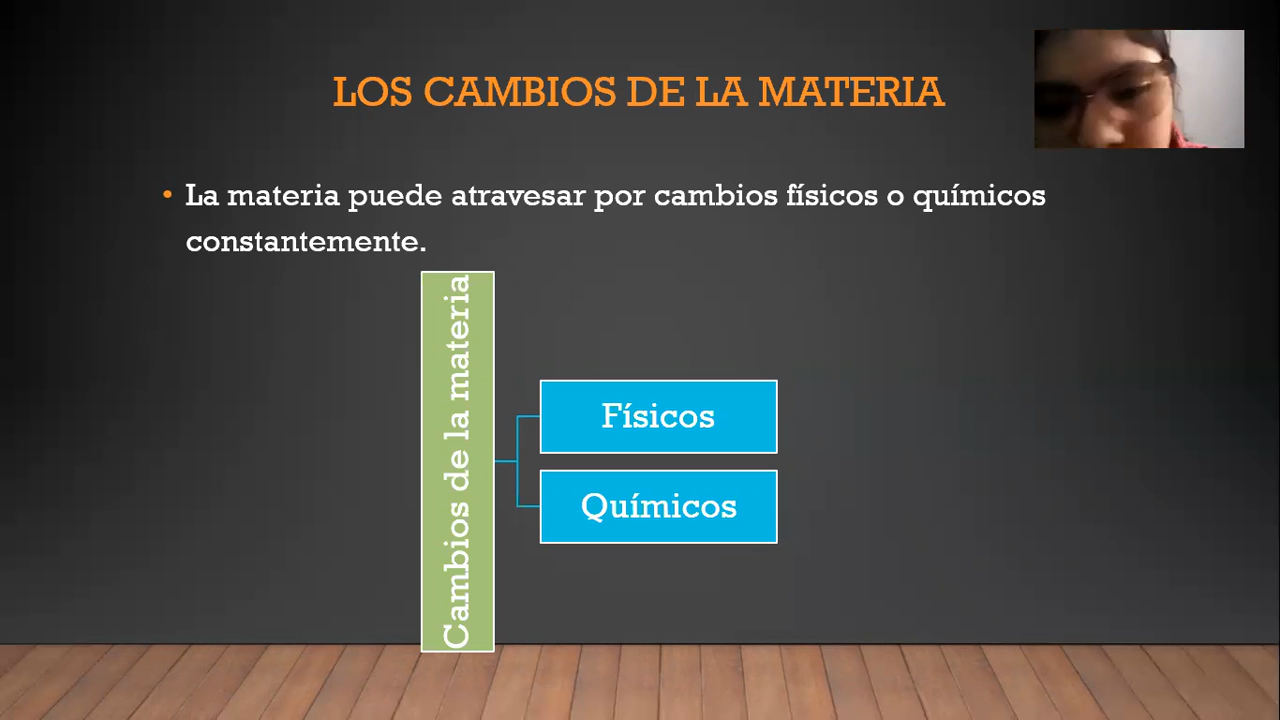 LOS CAMBIOS DE LA MATERIA
• La materia puede atravesar por cambios físicos o químicos
constantemente.
Cambios de la materia
Físicos
Químicos